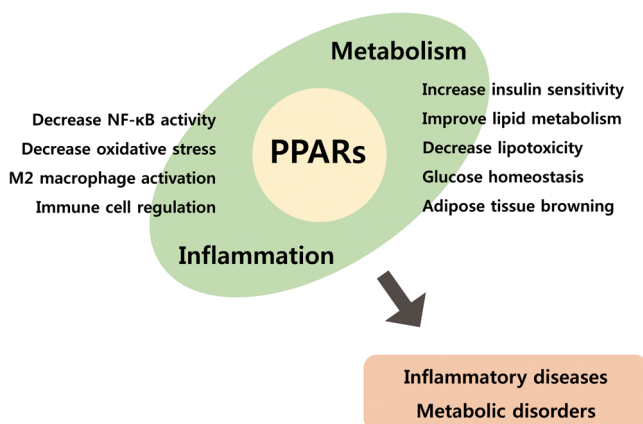 Metabolism
Increase insulin sensitivity
Improve lipid metabolism
Decrease lipotoxicity
Glucose homeostasis
Adipose tissue browning
PPARs
Decrease NF-κB activity
Decrease oxidative stress
M2 macrophage activation
Immune cell regulation
Inflammation
Inflammatory diseases
Metabolic disorders